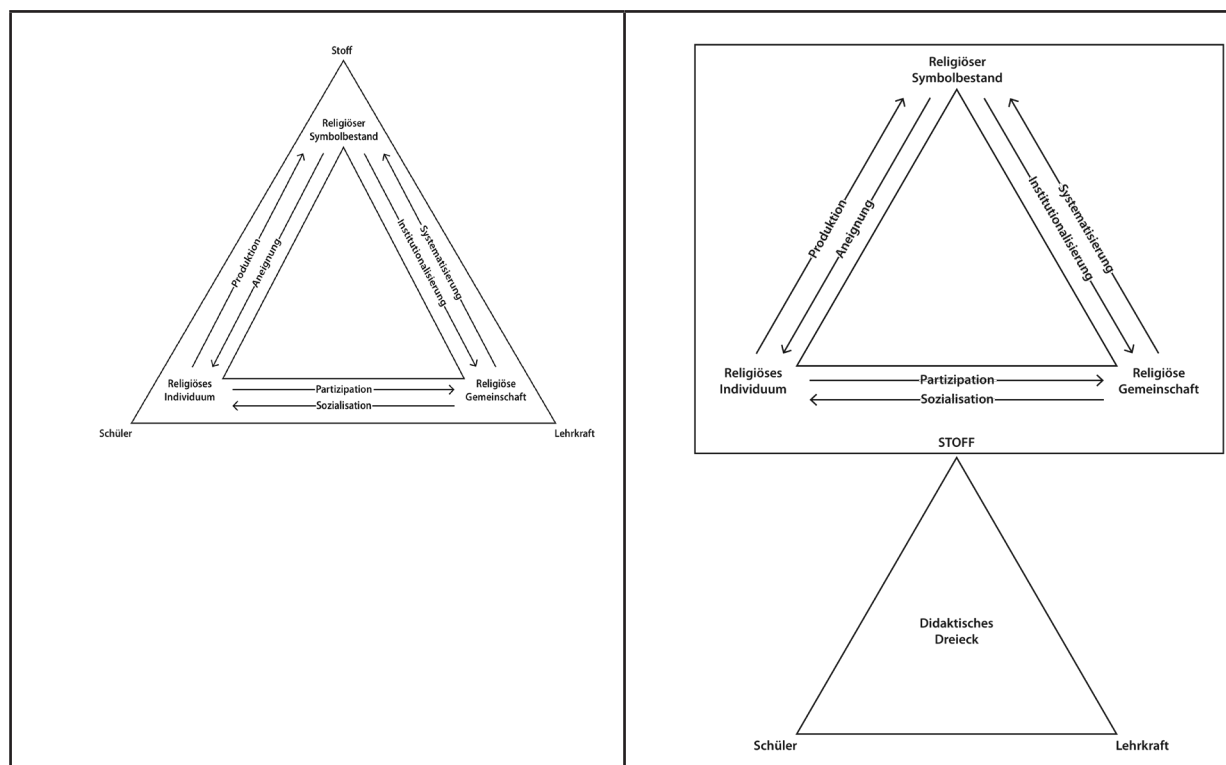 Stoff
Religiöser
Symbolbestand
Produktion
Aneignung
Institutionalisierung
Systematisierung
Religiöses
Individuum
Partizipation
Sozialisation
Religiöse
Gemeinschaft
Schüler
Lehrkraft
Religiöser
Symbolbestand
Produktion
Aneignung
Institutionalisierung
Systematisierung
Religiöses
Individuum
Partizipation
Sozialisation
Religiöse
Gemeinschaft
STOFF
Didaktisches
Dreieck
Schüler
Lehrkraft